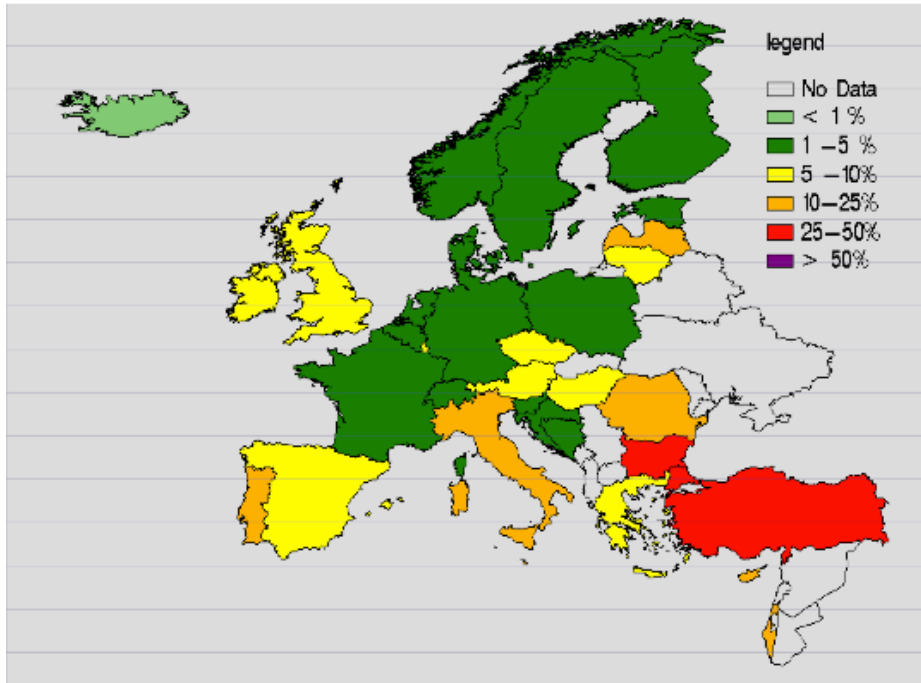 legend
No Data
< 1 %
1 –5 %
5 –10%
10–25%
25–50%
> 50%